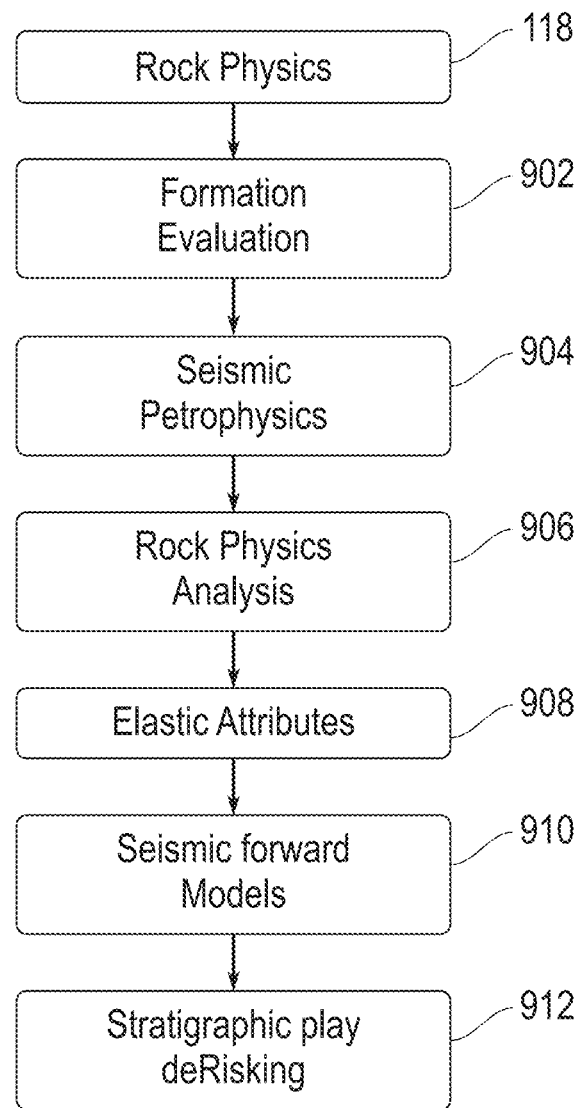 118
Rock Physics
902
Formation
Evaluation
904
Seismic
Petrophysics
906
Rock Physics
Analysis
908
Elastic Attributes
910
Seismic forward
Models
912
Stratigraphic play
deRisking